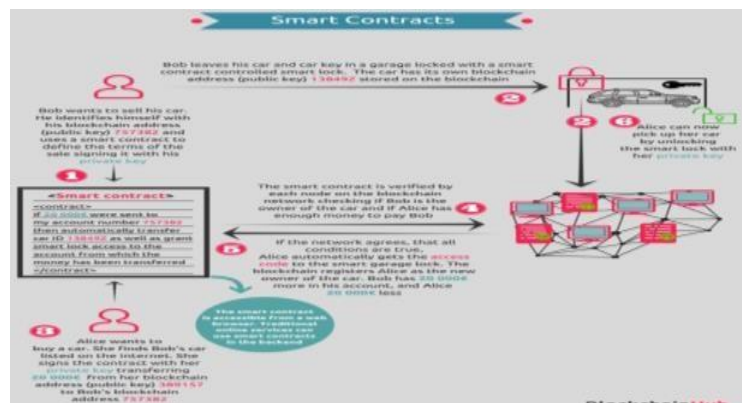 Smart Contracts
Bob leaves his car and car key in a garage locked with a smart
contract controlled smart lock. The car has its own blockchain
address (public key) 138492 stored on the blockchain
2
Bob wants to sell his car.
He identifies himself with
his blockchain address
(public key) 757382 and
uses a smart contract to
define the terms of the
sale signing it with his
private key
1
2
6
Alice can now
pick up her car
by unlocking
the smart lock with
her private key
«Smart contract»
<contract>
If 20 000€ were sent to
my account number 757382
then automatically transfer
car ID 138492 as well as grant
smart lock access to the
account from which the
money has been transferred
</contract>
The smart contract is verified by
each node on the blockchain
network checking if Bob is the
owner of the car and if Alice has
enough money to pay Bob
4
5
If the network agrees, that all
conditions are true,
Alice automatically gets the access
code to the smart garage lock. The
blockchain registers Alice as the new
owner of the car. Bob has 20 000€
more in his account, and Alice
20 000€ less
The smart contract
is accessible from a web
browser. Traditional
online services can
use smart contracts
in the backend
3
Alice wants to
buy a car. She finds Bob's car
listed on the internet. She
signs the contract with her
private key transferring
20 000€ from her blockchain
address (public key) 389157
to Bob's blockchain
address 757382
BlockchainHub